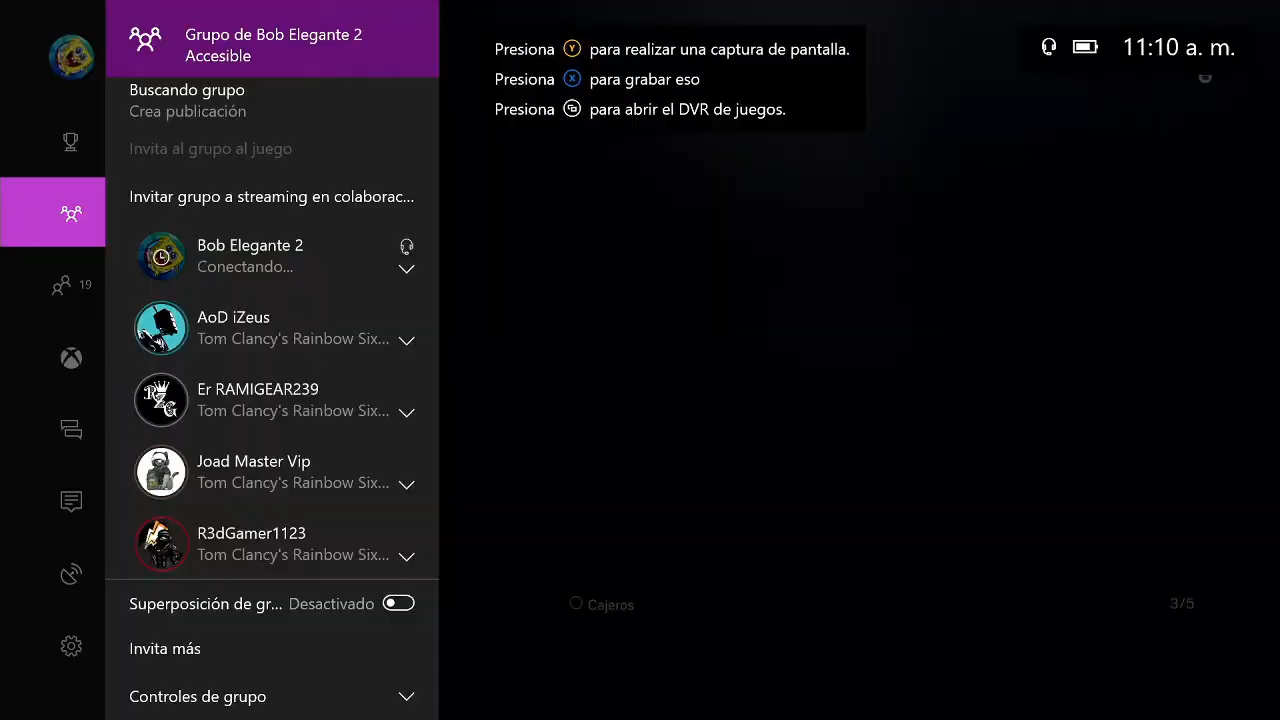 Grupo de Bob Elegante 2
Accesible
Buscando grupo
Crea publicación
Invita al grupo al juego
Invitar grupo a streaming en colaborac...
Bob Elegante 2
Conectando...
AoD iZeus
Tom Clancy's Rainbow Six...
Er RAMIGEAR239
Tom Clancy's Rainbow Six...
Joad Master Vip
Tom Clancy's Rainbow Six...
R3dGamer1123
Tom Clancy's Rainbow Six...
Superposición de gr... Desactivado
Invita más
Controles de grupo
19
Presiona Y para realizar una captura de pantalla.
Presiona X para grabar eso
Presiona para abrir el DVR de juegos.
11:10 a. m.
Cajeros
3/5